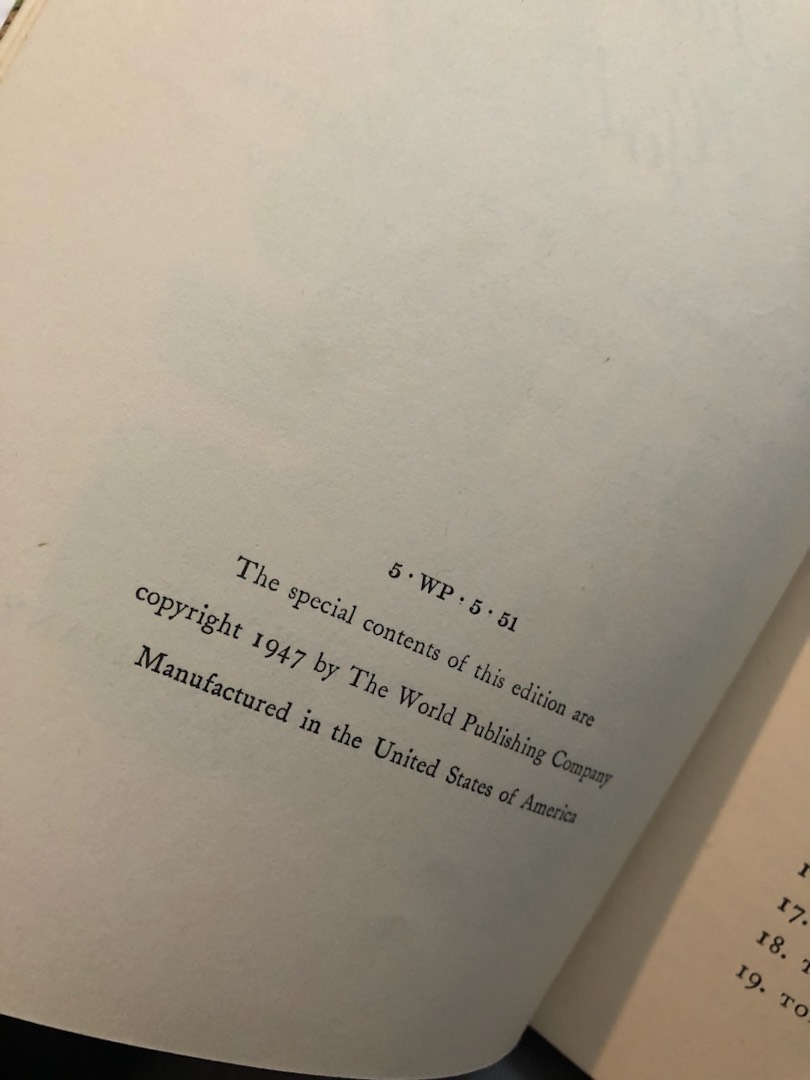 5 · WP · 5 · 51
The special contents of this edition are
copyright 1947 by The World Publishing Company
Manufactured in the United States of America
17.
18.
19.